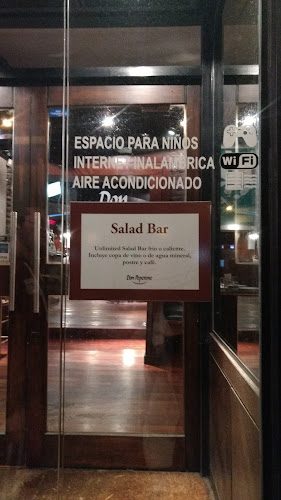 ESPACIO PARA NIÑOS
INTERNET INALAMBRICA
WiFi
AIRE ACONDICIONADO
Don
Salad Bar
Unlimited Salad Bar frío o caliente.
Incluye copa de vino o de agua mineral,
postre y café.
Don Peperone